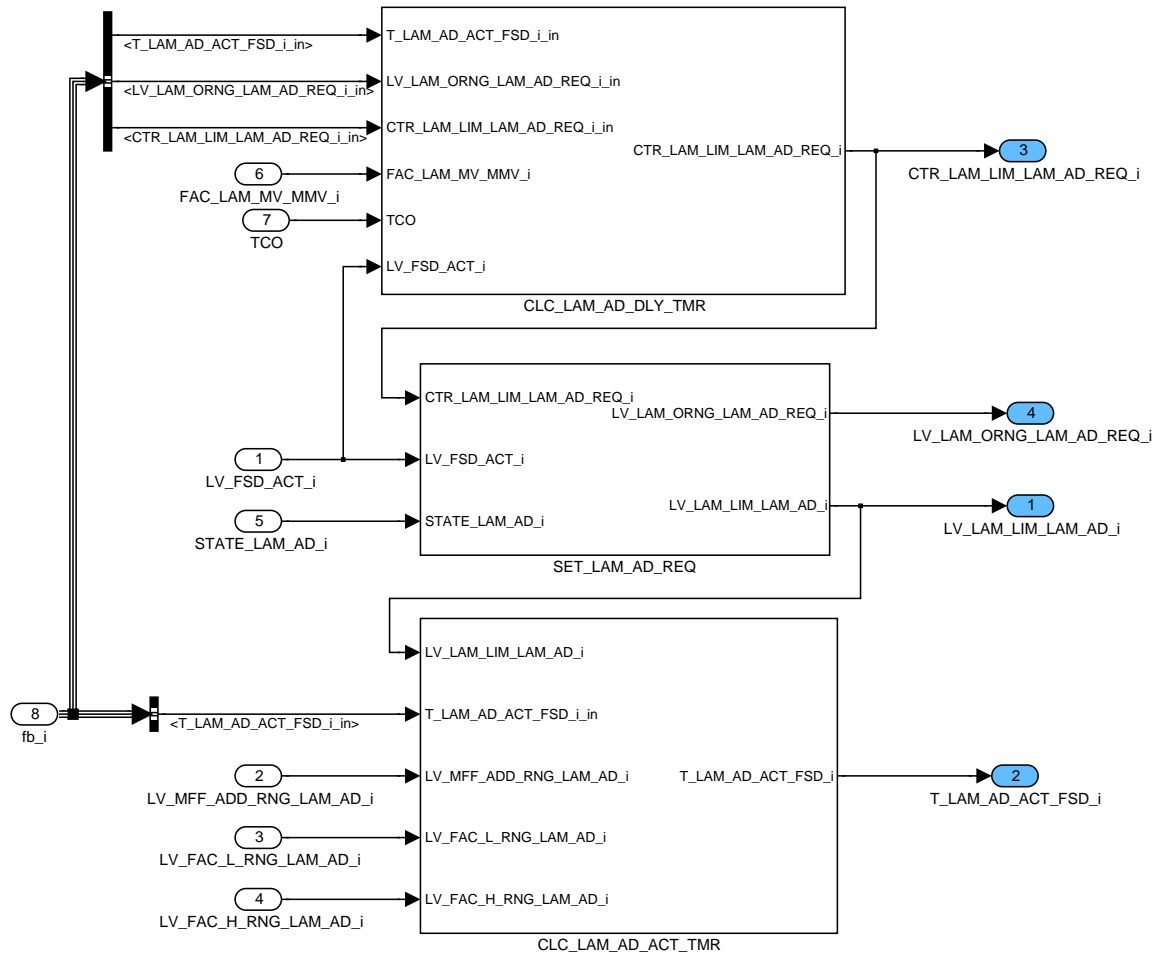 T_LAM_AD_ACT_FSD_i_in
<T_LAM_AD_ACT_FSD_i_in>
LV_LAM_ORNG_LAM_AD_REQ_i_in
<LV_LAM_ORNG_LAM_AD_REQ_i_in>
CTR_LAM_LIM_LAM_AD_REQ_i_in
<CTR_LAM_LIM_LAM_AD_REQ_i_in>
CTR_LAM_LIM_LAM_AD_REQ_i
3
CTR_LAM_LIM_LAM_AD_REQ_i
6
FAC_LAM_MV_MMV_i
FAC_LAM_MV_MMV_i
7
TCO
TCO
LV_FSD_ACT_i
CLC_LAM_AD_DLY_TMR
CTR_LAM_LIM_LAM_AD_REQ_i
LV_LAM_ORNG_LAM_AD_REQ_i
4
LV_LAM_ORNG_LAM_AD_REQ_i
1
LV_FSD_ACT_i
LV_FSD_ACT_i
LV_LAM_LIM_LAM_AD_i
1
LV_LAM_LIM_LAM_AD_i
5
STATE_LAM_AD_i
STATE_LAM_AD_i
SET_LAM_AD_REQ
LV_LAM_LIM_LAM_AD_i
8
fb_i
<T_LAM_AD_ACT_FSD_i_in>
T_LAM_AD_ACT_FSD_i_in
2
LV_MFF_ADD_RNG_LAM_AD_i
LV_MFF_ADD_RNG_LAM_AD_i
T_LAM_AD_ACT_FSD_i
2
T_LAM_AD_ACT_FSD_i
3
LV_FAC_L_RNG_LAM_AD_i
LV_FAC_L_RNG_LAM_AD_i
4
LV_FAC_H_RNG_LAM_AD_i
LV_FAC_H_RNG_LAM_AD_i
CLC_LAM_AD_ACT_TMR